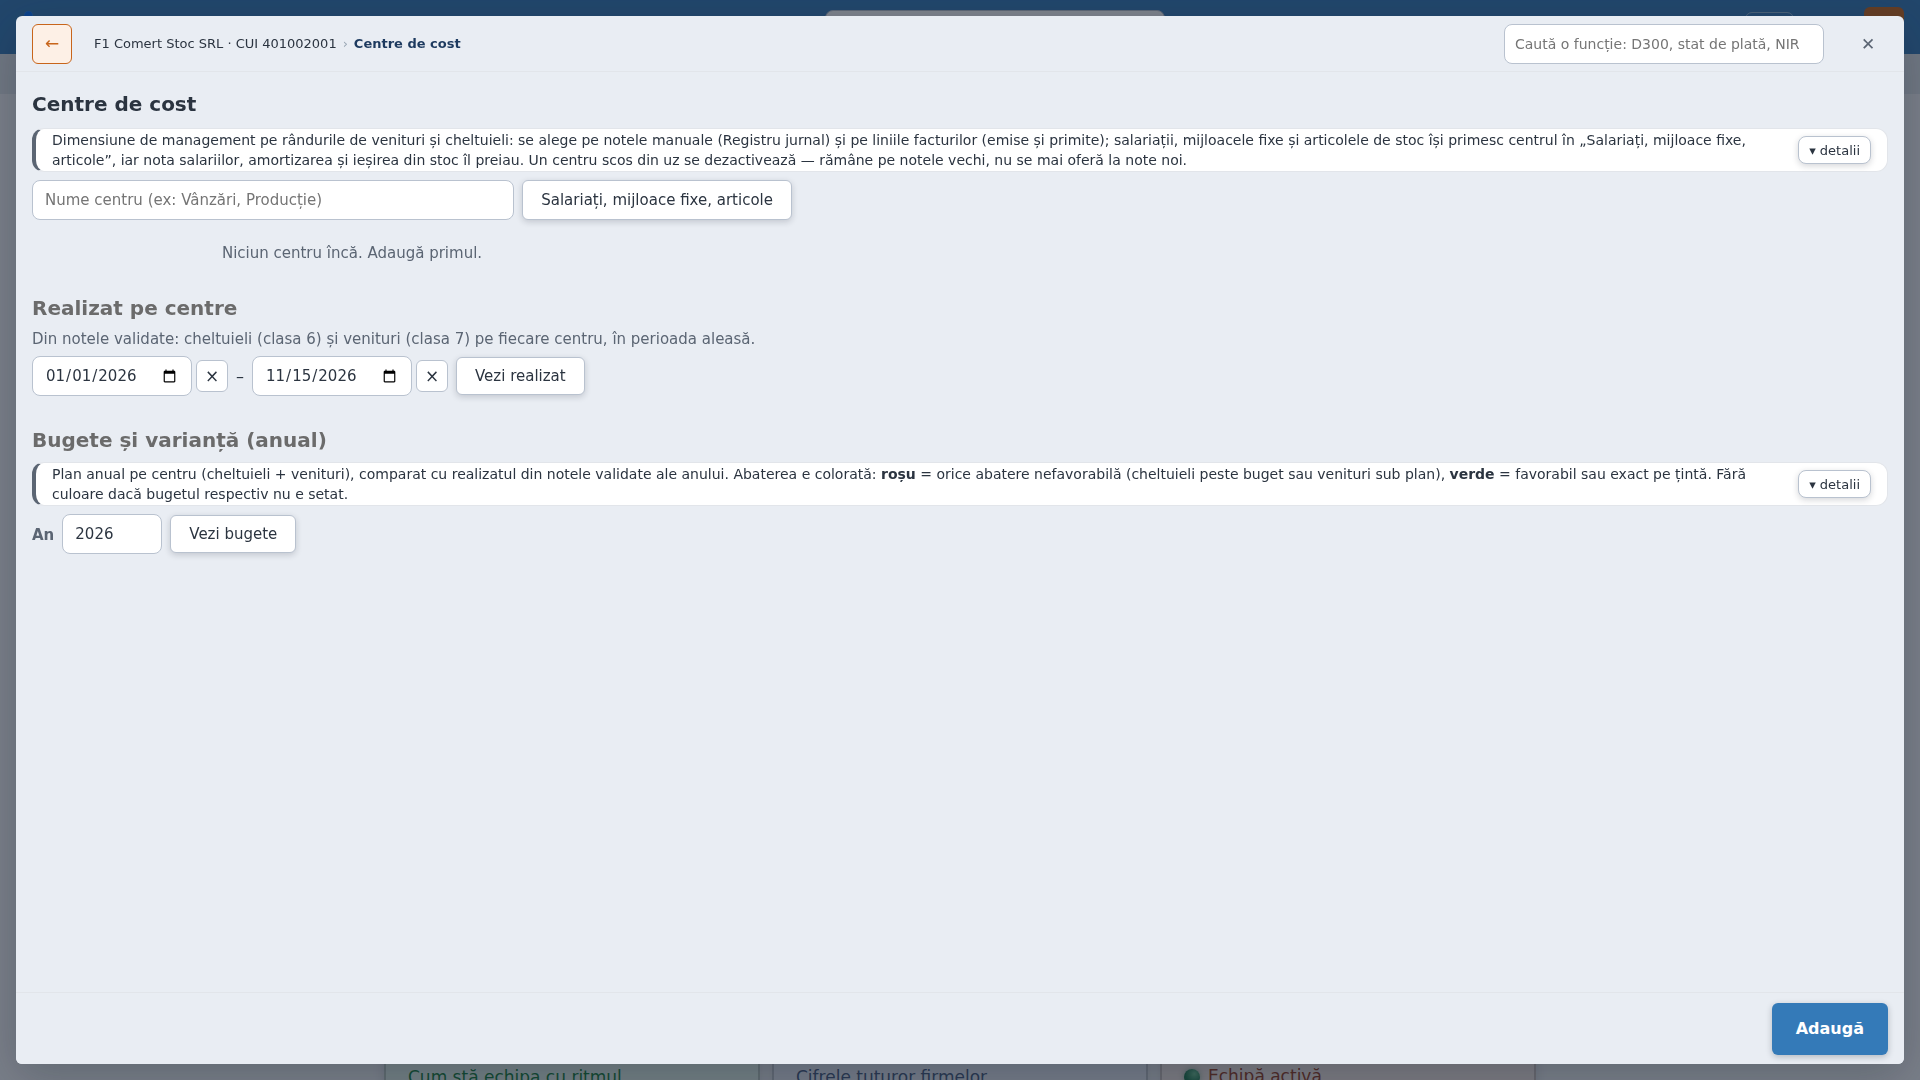 F1 Comert Stoc SRL · CUI 401002001 › Centre de cost
Caută o funcție: D300, stat de plată, NIR
Centre de cost
Dimensiune de management pe rândurile de venituri și cheltuieli: se alege pe notele manuale (Registru jurnal) și pe liniile facturilor (emise și primite); salariații, mijloacele fixe și articolele de stoc își primesc centrul în „Salariați, mijloace fixe,
articole”, iar nota salariilor, amortizarea și ieșirea din stoc îl preiau. Un centru scos din uz se dezactivează — rămâne pe notele vechi, nu se mai oferă la note noi.
▾ detalii
Nume centru (ex: Vânzări, Producție)
Salariați, mijloace fixe, articole
Niciun centru încă. Adaugă primul.
Realizat pe centre
Din notele validate: cheltuieli (clasa 6) și venituri (clasa 7) pe fiecare centru, în perioada aleasă.
01/01/2026 × – 11/15/2026 × Vezi realizat
Bugete și varianță (anual)
Plan anual pe centru (cheltuieli + venituri), comparat cu realizatul din notele validate ale anului. Abaterea e colorată: roșu = orice abatere nefavorabilă (cheltuieli peste buget sau venituri sub plan), verde = favorabil sau exact pe țintă. Fără
culoare dacă bugetul respectiv nu e setat.
▾ detalii
An 2026 Vezi bugete
Adaugă
Cum stă echipa cu ritmul
Cifrele tuturor firmelor
Echipă activă